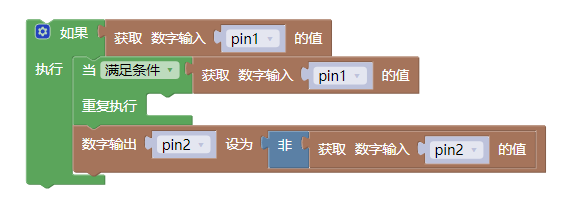 如果 获取 数字输入 pin1 的值
执行 当 满足条件 获取 数字输入 pin1 的值
重复执行
数字输出 pin2 设为 非 获取 数字输入 pin2 的值